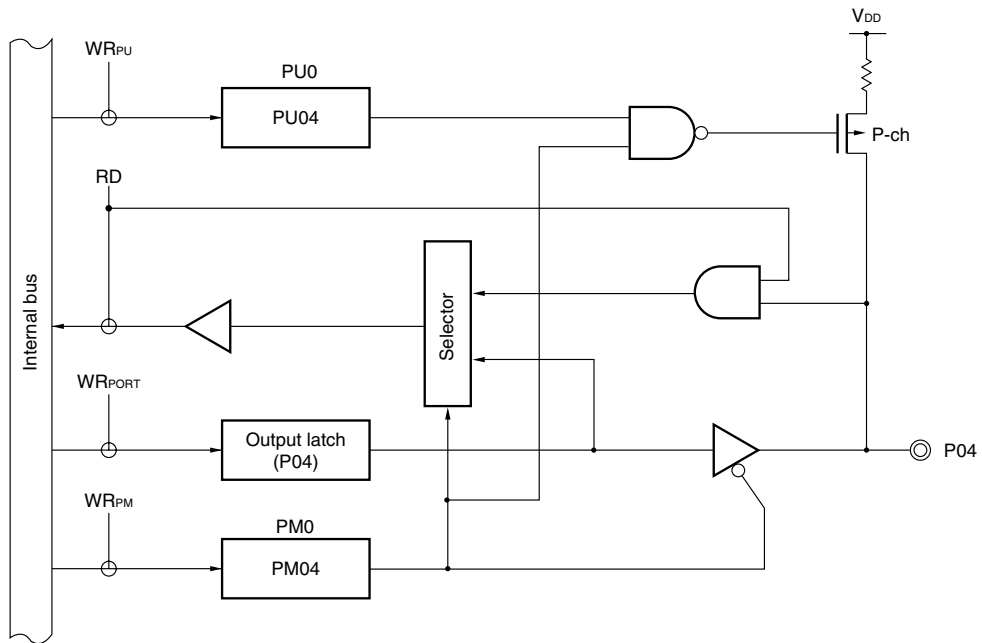 VDD
WRPU
PU0
PU04
P-ch
RD
Internal bus
Selector
WRPORT
Output latch
(P04)
P04
WRPM
PM0
PM04